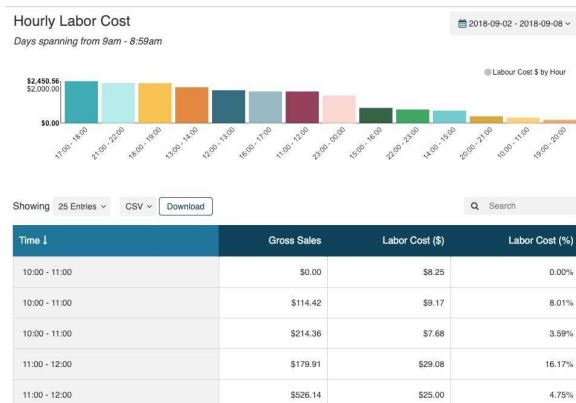 Hourly Labor Cost
2018-09-02 - 2018-09-08
Days spanning from 9am - 8:59am
Labour Cost $ by Hour
$2,450.56
$2,000.00
$0.00
17:00 - 18:00
21:00 - 22:00
18:00 - 19:00
13:00 - 14:00
12:00 - 13:00
16:00 - 17:00
11:00 - 12:00
23:00 - 00:00
15:00 - 16:00
22:00 - 23:00
14:00 - 15:00
20:00 - 21:00
10:00 - 11:00
19:00 - 20:00
Showing 25 Entries CSV Download Search
Time Gross Sales Labor Cost ($) Labor Cost (%)
10:00 - 11:00 $0.00 $8.25 0.00%
10:00 - 11:00 $114.42 $9.17 8.01%
10:00 - 11:00 $214.36 $7.68 3.59%
11:00 - 12:00 $179.91 $29.08 16.17%
11:00 - 12:00 $526.14 $25.00 4.75%